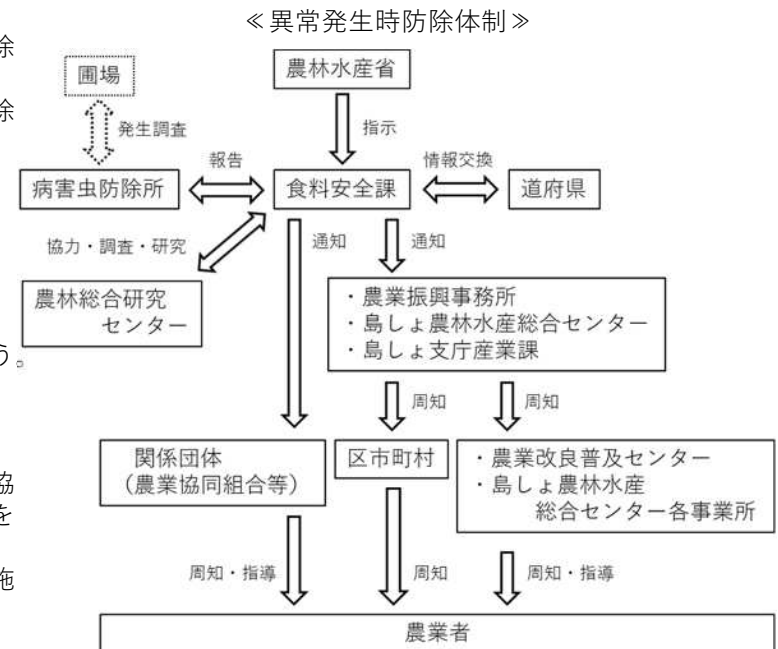 ≪異常発生時防除体制≫
除
除
う。
協
を
施
圃場
農林水産省
発生調査
指示
報告
情報交換
病害虫防除所
食料安全課
道府県
協力・調査・研究
通知
通知
農林総合研究
センター
・農業振興事務所
・島しょ農林水産総合センター
・島しょ支庁産業課
周知
周知
関係団体
（農業協同組合等）
区市町村
・農業改良普及センター
・島しょ農林水産
総合センター各事業所
周知・指導
周知
周知・指導
農業者